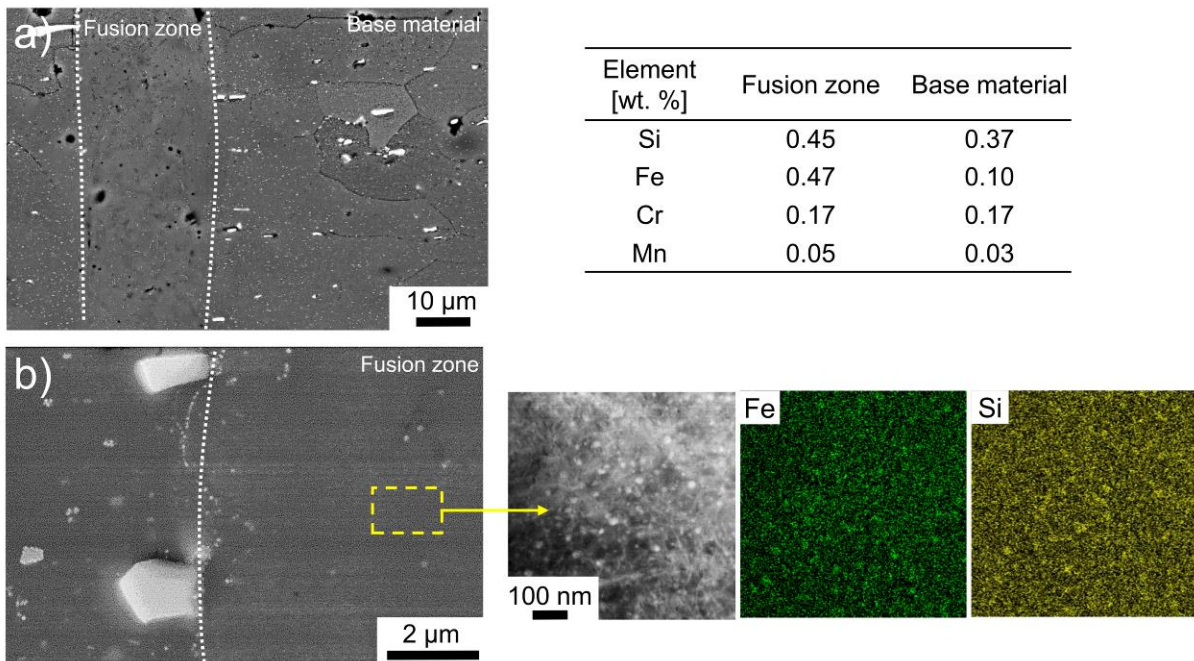 a)
Fusion zone
Base material
10 µm
Element [wt. %] Fusion zone Base material
Si 0.45 0.37
Fe 0.47 0.10
Cr 0.17 0.17
Mn 0.05 0.03
b)
Fusion zone
2 µm
100 nm
Fe
Si